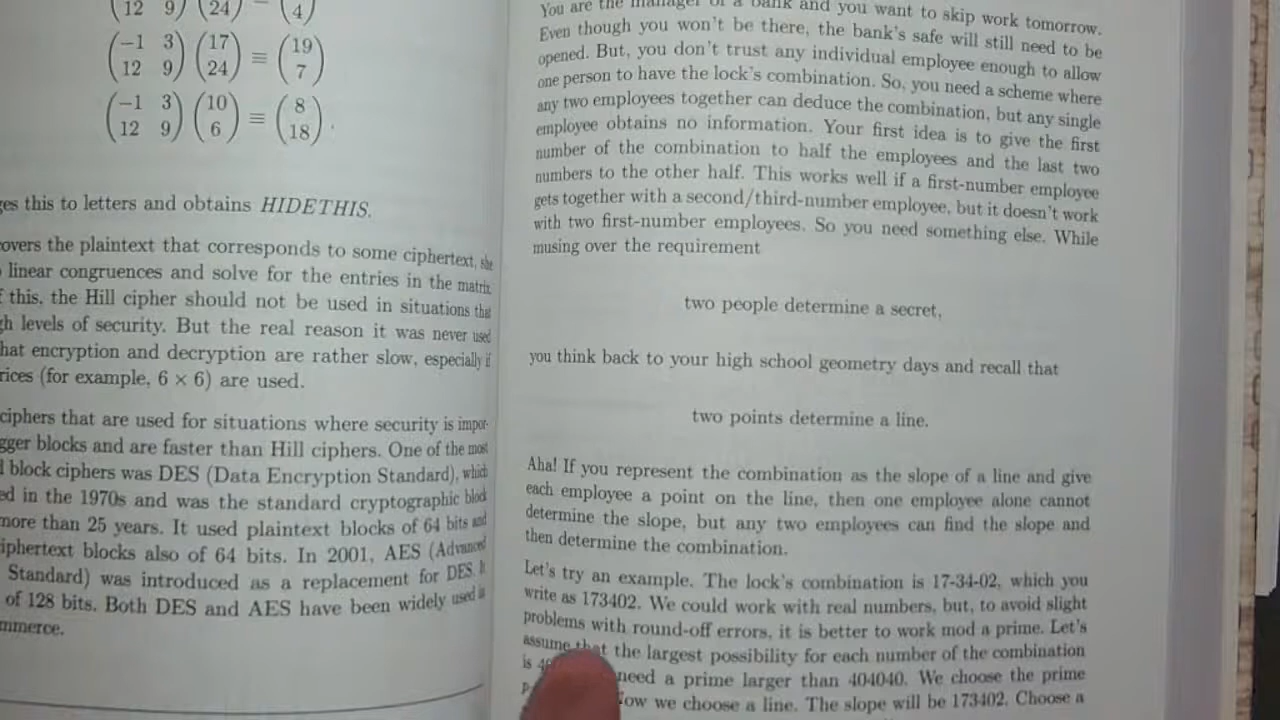 12 9 24 4
(−1 3 12 9) (17 24) ≡ (19 7)
(−1 3 12 9) (10 6) ≡ (8 18).
ges this to letters and obtains HIDETHIS.
overs the plaintext that corresponds to some ciphertext, she
linear congruences and solve for the entries in the matrix.
f this, the Hill cipher should not be used in situations that
gh levels of security. But the real reason it was never used
hat encryption and decryption are rather slow, especially if
rices (for example, 6 × 6) are used.
ciphers that are used for situations where security is impor-
gger blocks and are faster than Hill ciphers. One of the most
l block ciphers was DES (Data Encryption Standard), which
ed in the 1970s and was the standard cryptographic block
more than 25 years. It used plaintext blocks of 64 bits and
iphertext blocks also of 64 bits. In 2001, AES (Advanced
Standard) was introduced as a replacement for DES. It
of 128 bits. Both DES and AES have been widely used in
mmerce.
You are the manager of a bank and you want to skip work tomorrow.
Even though you won't be there, the bank's safe will still need to be
opened. But, you don't trust any individual employee enough to allow
one person to have the lock's combination. So, you need a scheme where
any two employees together can deduce the combination, but any single
employee obtains no information. Your first idea is to give the first
number of the combination to half the employees and the last two
numbers to the other half. This works well if a first-number employee
gets together with a second/third-number employee, but it doesn't work
with two first-number employees. So you need something else. While
musing over the requirement
two people determine a secret,
you think back to your high school geometry days and recall that
two points determine a line.
Aha! If you represent the combination as the slope of a line and give
each employee a point on the line, then one employee alone cannot
determine the slope, but any two employees can find the slope and
then determine the combination.
Let's try an example. The lock's combination is 17-34-02, which you
write as 173402. We could work with real numbers, but, to avoid slight
problems with round-off errors, it is better to work mod a prime. Let's
assume that the largest possibility for each number of the combination
is need a prime larger than 404040. We choose the prime
ow we choose a line. The slope will be 173402. Choose a